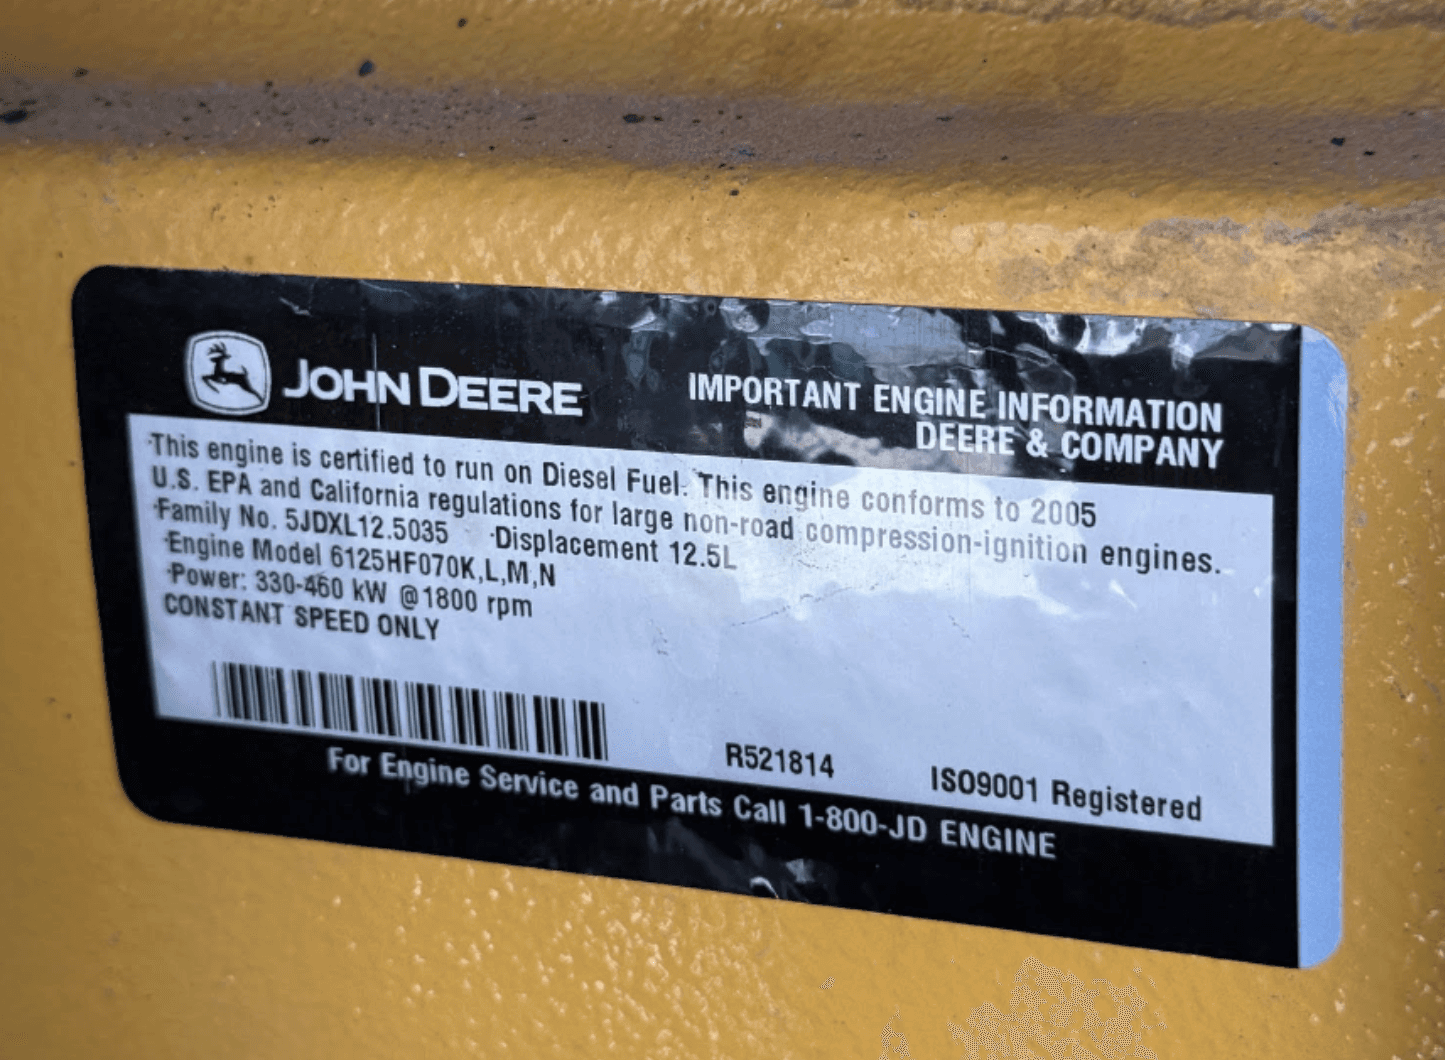 JOHN DEERE
IMPORTANT ENGINE INFORMATION
DEERE & COMPANY
·This engine is certified to run on Diesel Fuel. This engine conforms to 2005
U.S. EPA and California regulations for large non-road compression-ignition engines.
·Family No. 5JDXL12.5035 ·Displacement 12.5L
·Engine Model 6125HF070K,L,M,N
·Power: 330-460 kW @1800 rpm
CONSTANT SPEED ONLY
R521814 ISO9001 Registered
For Engine Service and Parts Call 1-800-JD ENGINE